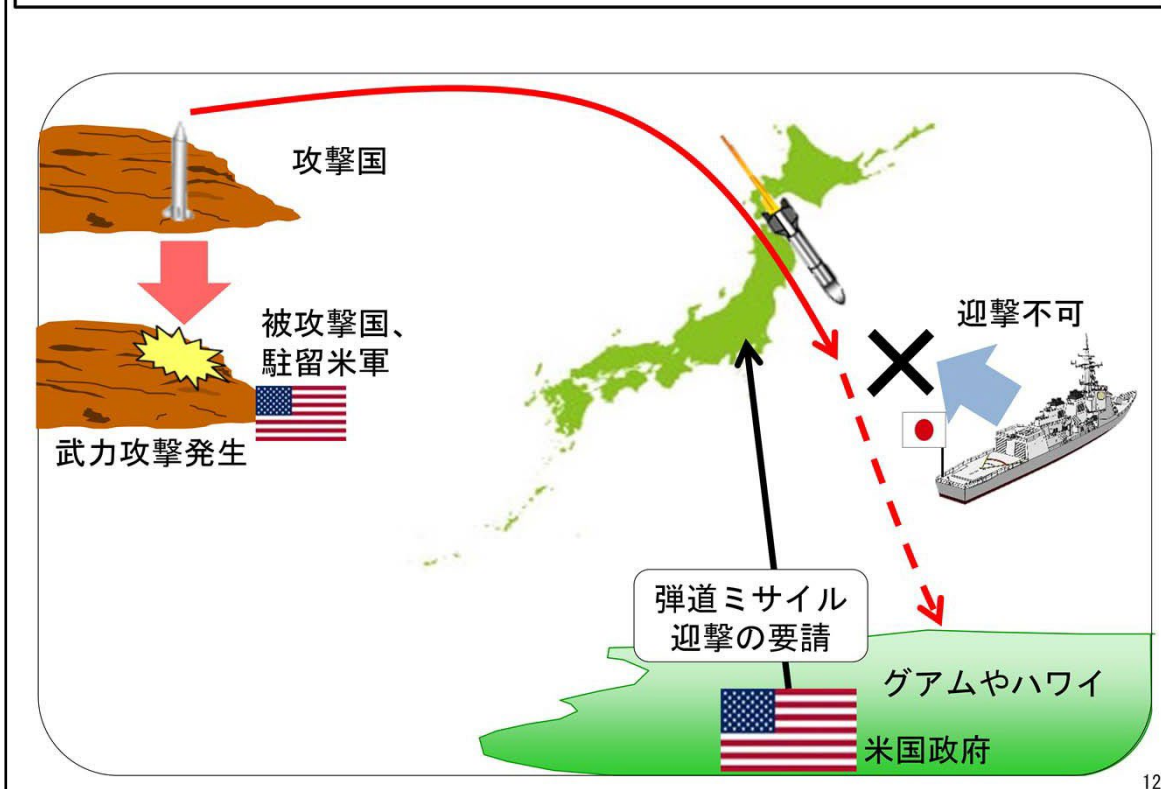 攻撃国
被攻撃国、
駐留米軍
武力攻撃発生
迎撃不可
弾道ミサイル
迎撃の要請
グアムやハワイ
米国政府
12